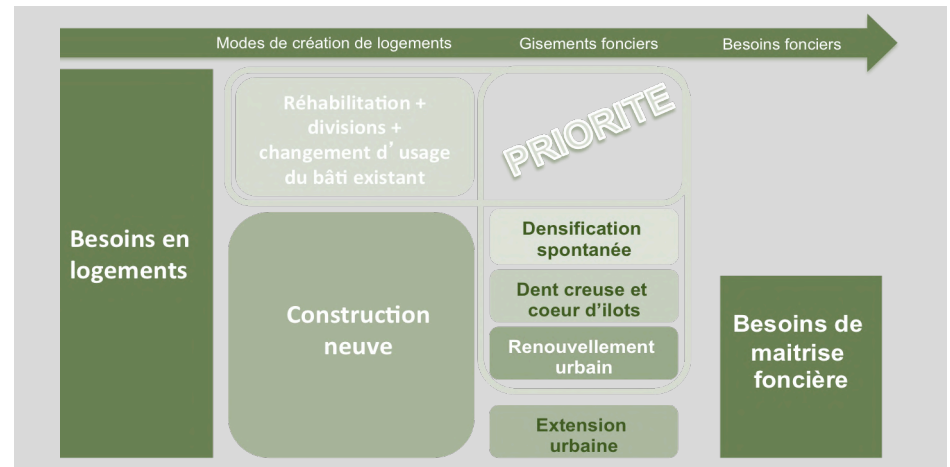 Modes de création de logements
Gisements fonciers
Besoins fonciers
Besoins en
logements
Réhabilitation +
divisions +
changement d’ usage
du bâti existant
PRIORITE
Construction
neuve
Densification
spontanée
Dent creuse et
coeur d’ilots
Renouvellement
urbain
Extension
urbaine
Besoins de
maitrise
foncière